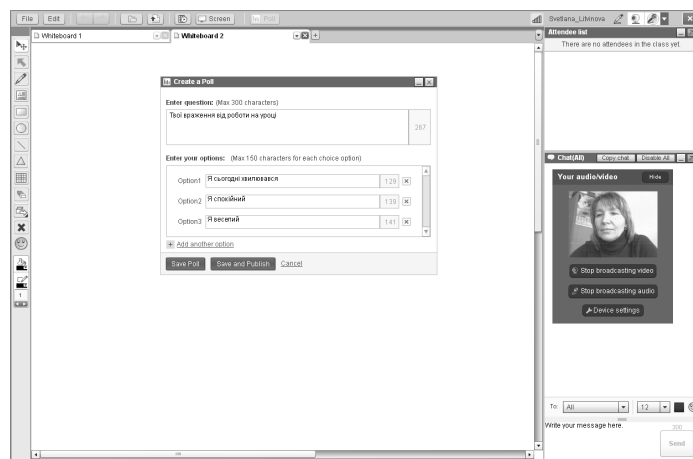 File Edit Screen Poll Svetlana_Litvinova
Whiteboard 1
Whiteboard 2
Attendee list
There are no attendees in the class yet.
Create a Poll
Enter question: (Max 300 characters)
Твої враження від роботи на уроці
267
Enter your options: (Max 150 characters for each choice option)
Option1 Я сьогодні хвилювався 129
Option2 Я спокійний 139
Option3 Я веселий 141
Add another option
Save Poll Save and Publish Cancel
1
Chat(All) Copy chat Disable All
Your audio/video Hide
Stop broadcasting video
Stop broadcasting audio
Device settings
To: All 12
Write your message here.
300
Send